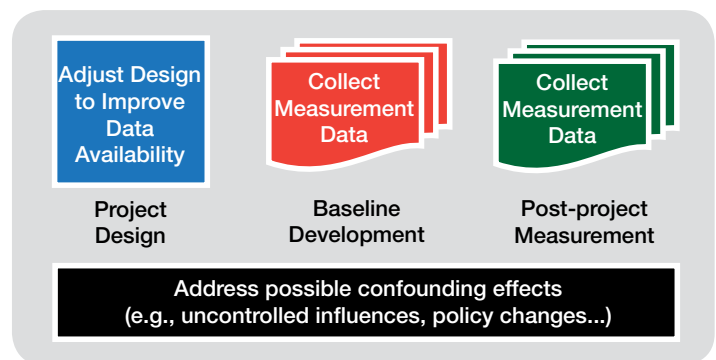 Adjust Design
to Improve
Data
Availability
Collect
Measurement
Data
Collect
Measurement
Data
Project
Design
Baseline
Development
Post-project
Measurement
Address possible confounding effects
(e.g., uncontrolled influences, policy changes...)